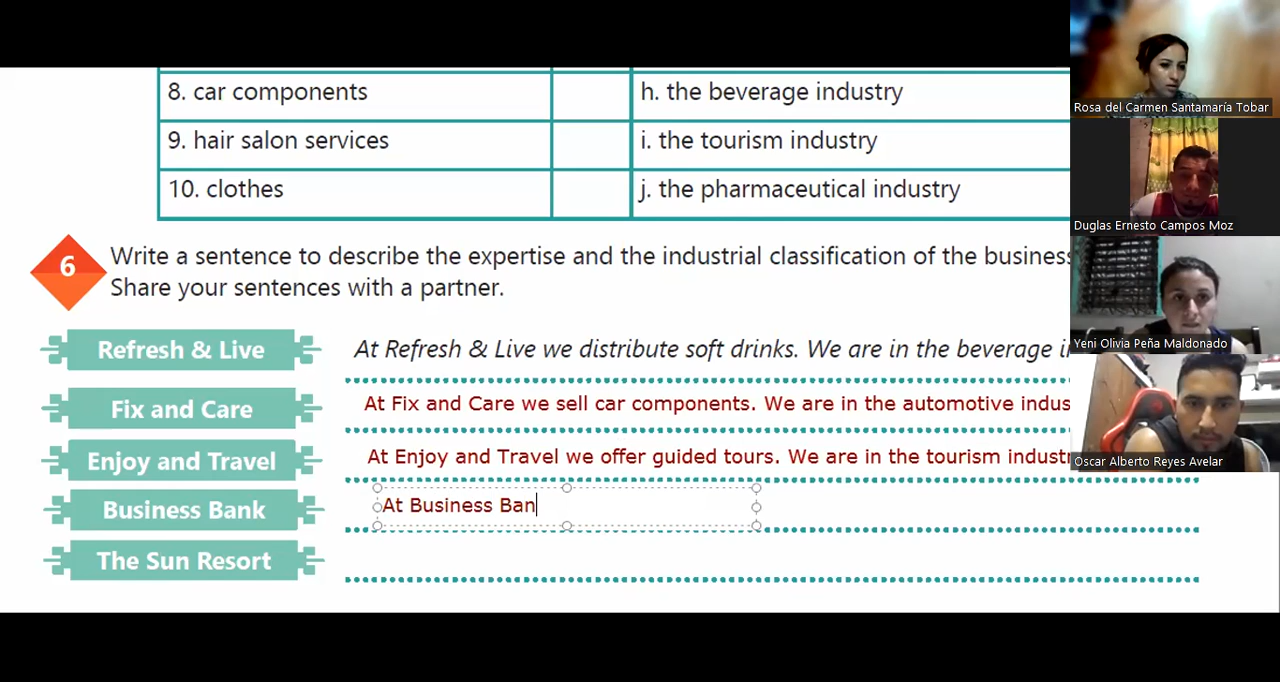 8. car components
h. the beverage industry
9. hair salon services
i. the tourism industry
10. clothes
j. the pharmaceutical industry
6
Write a sentence to describe the expertise and the industrial classification of the business
Share your sentences with a partner.
Refresh & Live
At Refresh & Live we distribute soft drinks. We are in the beverage
Fix and Care
At Fix and Care we sell car components. We are in the automotive indus
Enjoy and Travel
At Enjoy and Travel we offer guided tours. We are in the tourism industr
Business Bank
At Business Ban
The Sun Resort
Rosa del Carmen Santamaría Tobar
Duglas Ernesto Campos Moz
Yeni Olivia Peña Maldonado
Oscar Alberto Reyes Avelar